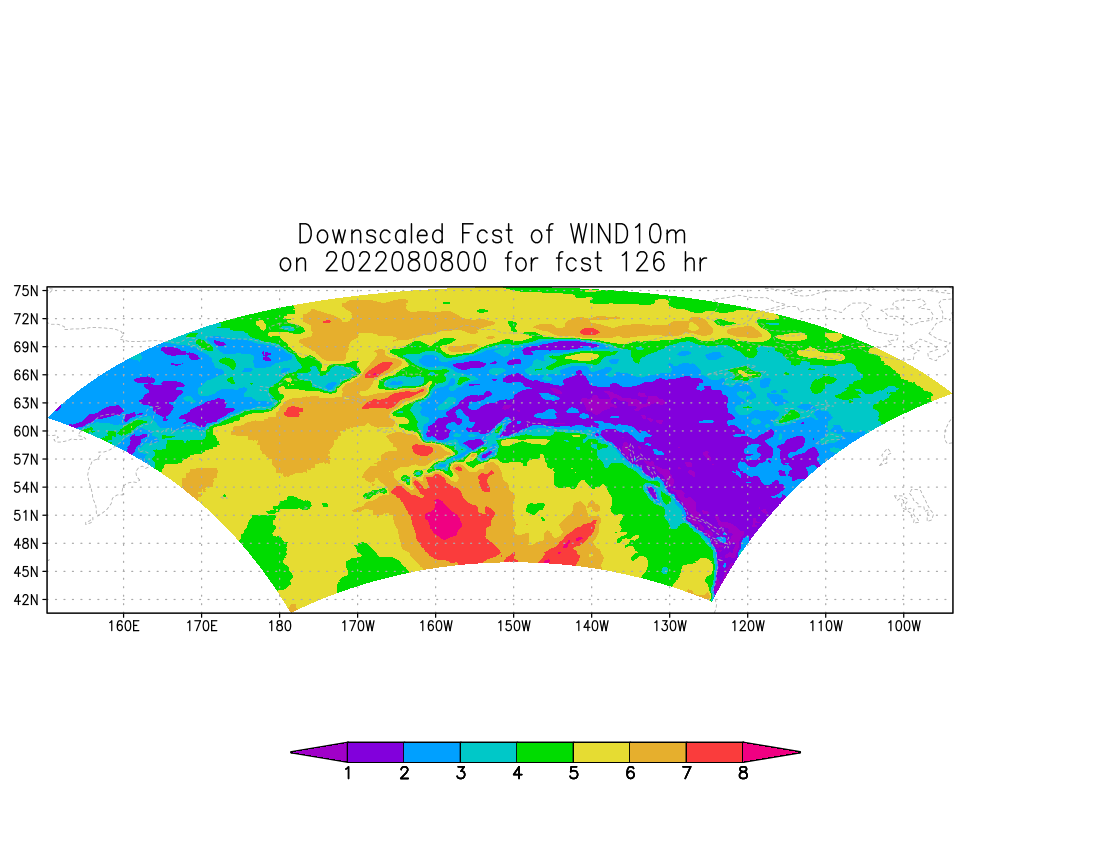 Downscaled Fcst of WIND10m
on 2022080800 for fcst 126 hr
75N
72N
69N
66N
63N
60N
57N
54N
51N
48N
45N
42N
160E 170E 180 170W 160W 150W 140W 130W 120W 110W 100W
1 2 3 4 5 6 7 8